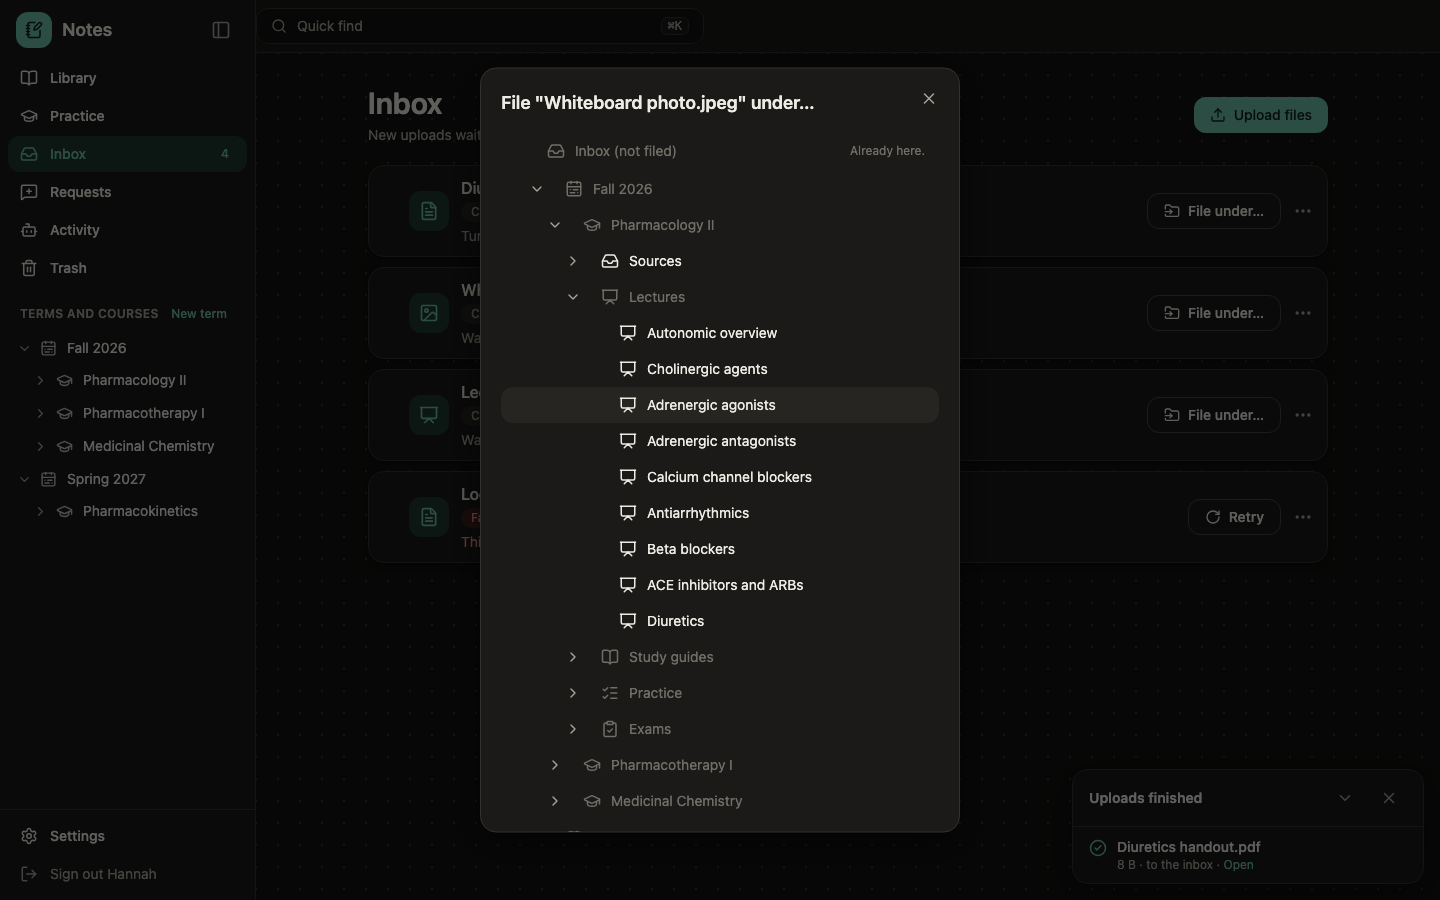 Notes
Quick find
⌘K
Library
Practice
Inbox 4
Requests
Activity
Trash
TERMS AND COURSES New term
Fall 2026
Pharmacology II
Pharmacotherapy I
Medicinal Chemistry
Spring 2027
Pharmacokinetics
Settings
Sign out Hannah
Inbox
New uploads
Upload files
File under...
File under...
File under...
Retry
File "Whiteboard photo.jpeg" under...
Inbox (not filed) Already here.
Fall 2026
Pharmacology II
Sources
Lectures
Autonomic overview
Cholinergic agents
Adrenergic agonists
Adrenergic antagonists
Calcium channel blockers
Antiarrhythmics
Beta blockers
ACE inhibitors and ARBs
Diuretics
Study guides
Practice
Exams
Pharmacotherapy I
Medicinal Chemistry
Uploads finished
Diuretics handout.pdf
8 B · to the inbox · Open